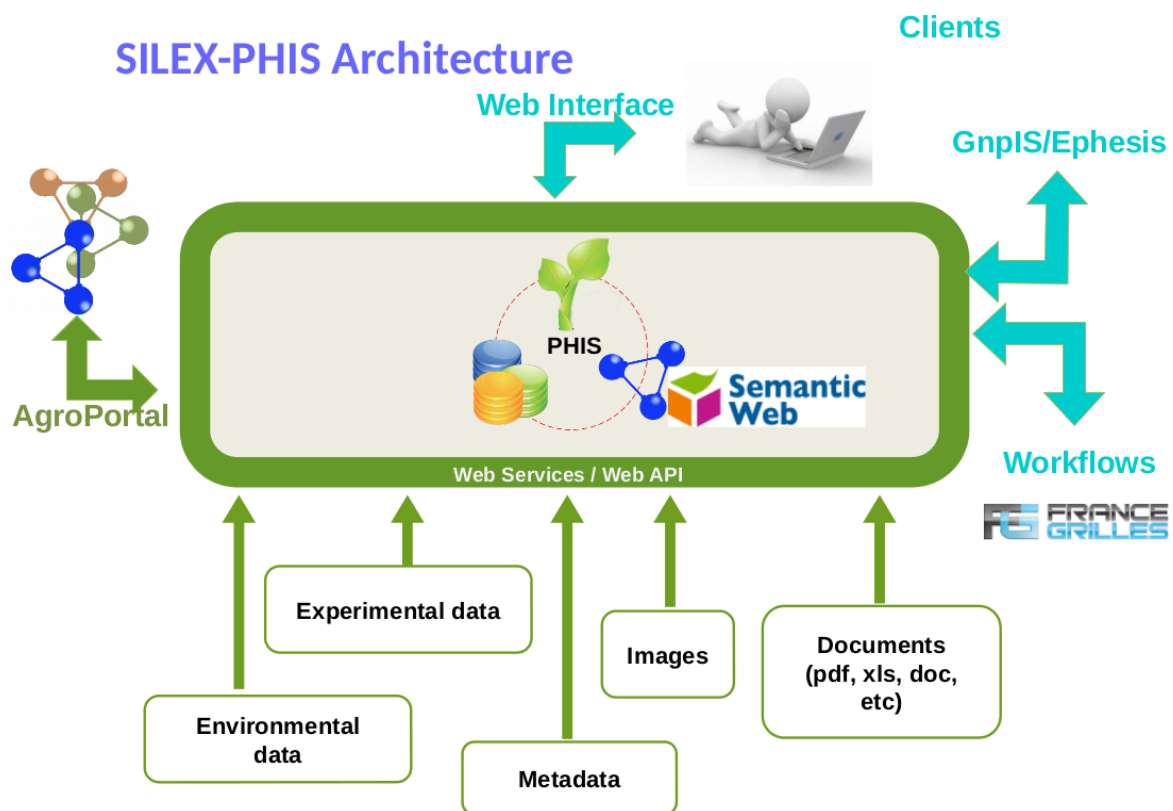 Clients
SILEX-PHIS Architecture
Web Interface
GnpIS/Ephesis
PHIS
Semantic
Web
AgroPortal
Web Services / Web API
Workflows
FG FRANCE
GRILLES
Experimental data
Images
Documents
(pdf, xls, doc,
etc)
Environmental
data
Metadata